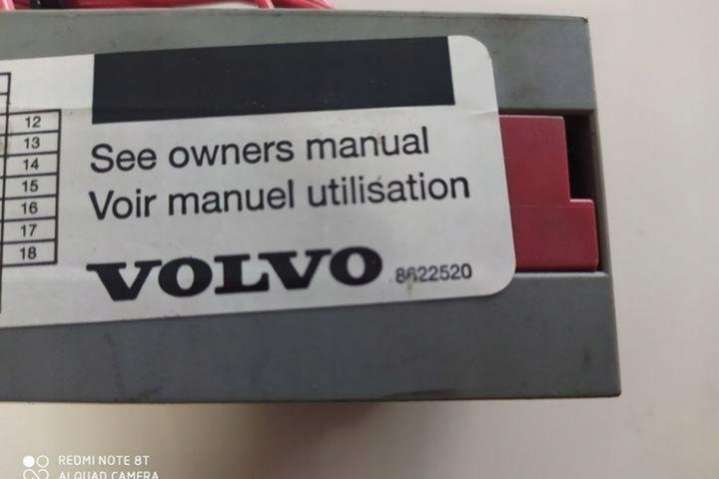 12
13
14
15
16
17
18
See owners manual
Voir manuel utilisation
VOLVO 8622520
REDMI NOTE 8T
AI QUAD CAMERA